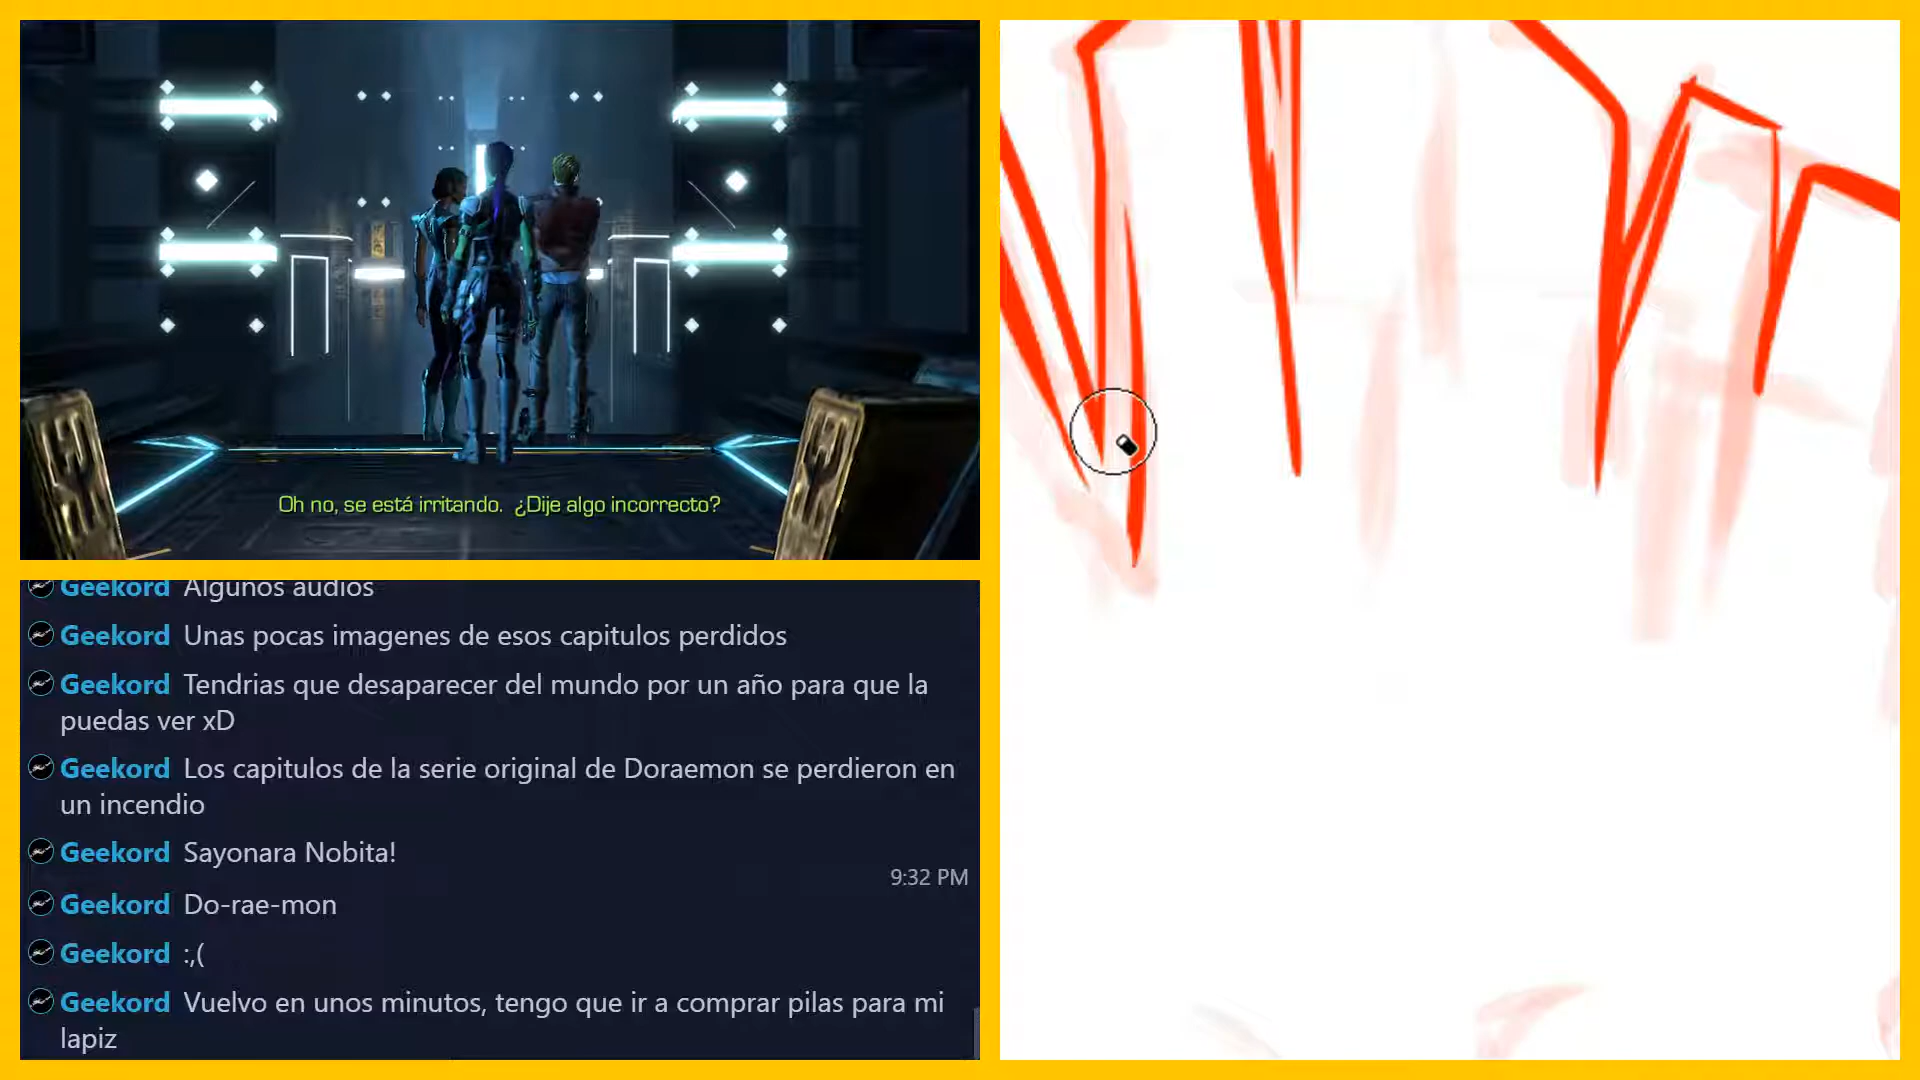 Oh no, se está irritando. ¿Dije algo incorrecto?
Geekord Algunos audios
Geekord Unas pocas imagenes de esos capitulos perdidos
Geekord Tendrias que desaparecer del mundo por un año para que la
puedas ver xD
Geekord Los capitulos de la serie original de Doraemon se perdieron en
un incendio
Geekord Sayonara Nobita!
9:32 PM
Geekord Do-rae-mon
Geekord :,(
Geekord Vuelvo en unos minutos, tengo que ir a comprar pilas para mi
lapiz